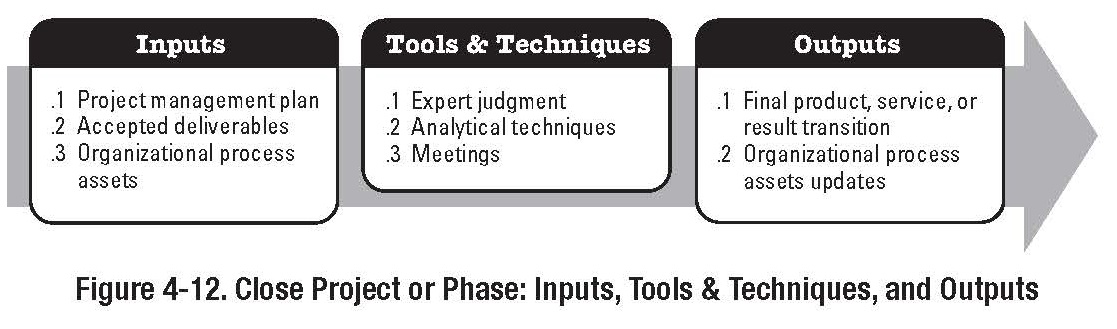 Inputs
.1 Project management plan
.2 Accepted deliverables
.3 Organizational process
assets
Tools & Techniques
.1 Expert judgment
.2 Analytical techniques
.3 Meetings
Outputs
.1 Final product, service, or
result transition
.2 Organizational process
assets updates
Figure 4-12. Close Project or Phase: Inputs, Tools & Techniques, and Outputs